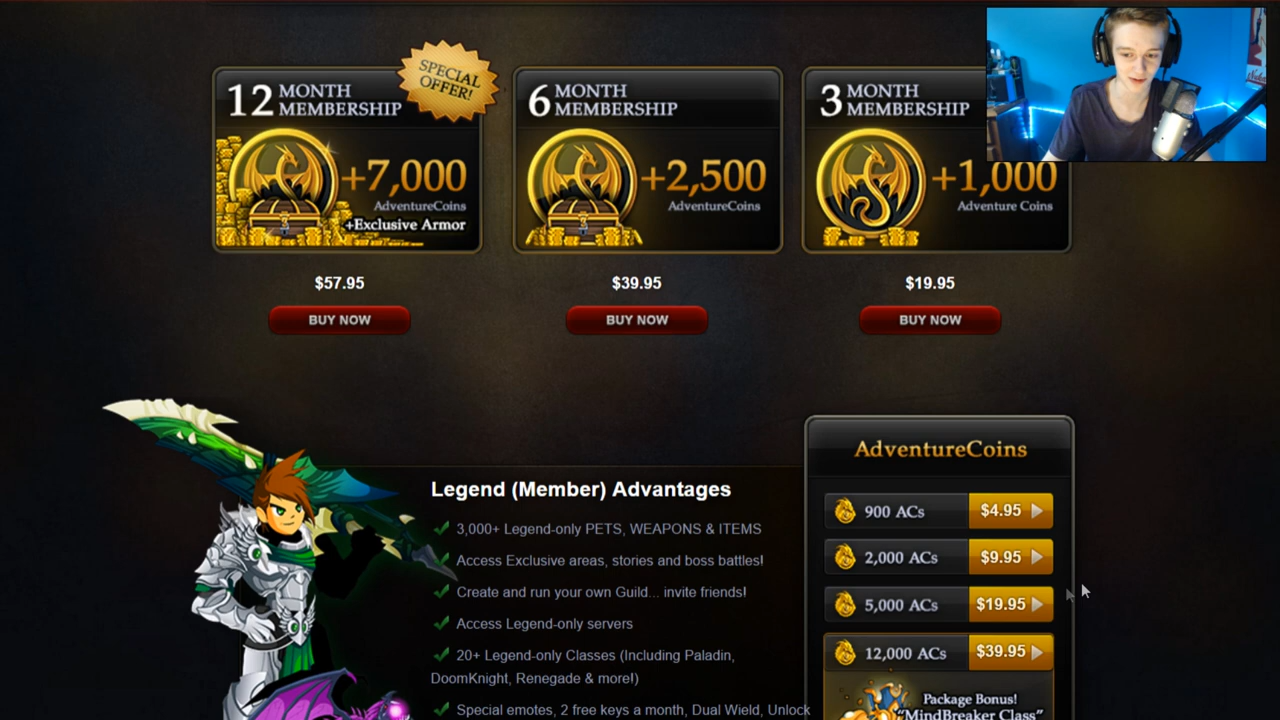 12 MONTH
MEMBERSHIP
SPECIAL
OFFER!
+7,000
AdventureCoins
+Exclusive Armor
$57.95
BUY NOW
6 MONTH
MEMBERSHIP
+2,500
AdventureCoins
$39.95
BUY NOW
3 MONTH
MEMBERSHIP
+1,000
Adventure Coins
$19.95
BUY NOW
Legend (Member) Advantages
3,000+ Legend-only PETS, WEAPONS & ITEMS
Access Exclusive areas, stories and boss battles!
Create and run your own Guild... invite friends!
Access Legend-only servers
20+ Legend-only Classes (Including Paladin,
DoomKnight, Renegade & more!)
Special emotes, 2 free keys a month, Dual Wield, Unlock
AdventureCoins
900 ACs $4.95
2,000 ACs $9.95
5,000 ACs $19.95
12,000 ACs $39.95
Package Bonus!
"MindBreaker Class"